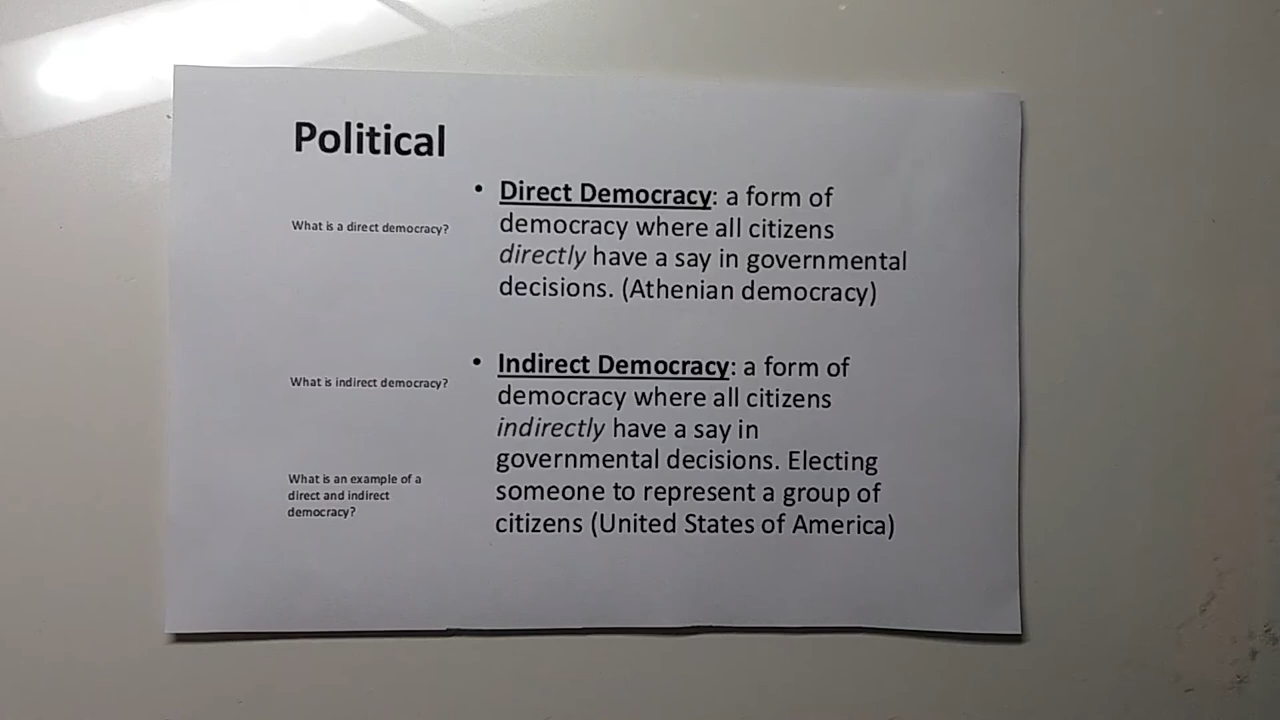 Political
What is a direct democracy?
• Direct Democracy: a form of
democracy where all citizens
directly have a say in governmental
decisions. (Athenian democracy)
What is indirect democracy?
• Indirect Democracy: a form of
democracy where all citizens
indirectly have a say in
governmental decisions. Electing
someone to represent a group of
citizens (United States of America)
What is an example of a
direct and indirect
democracy?